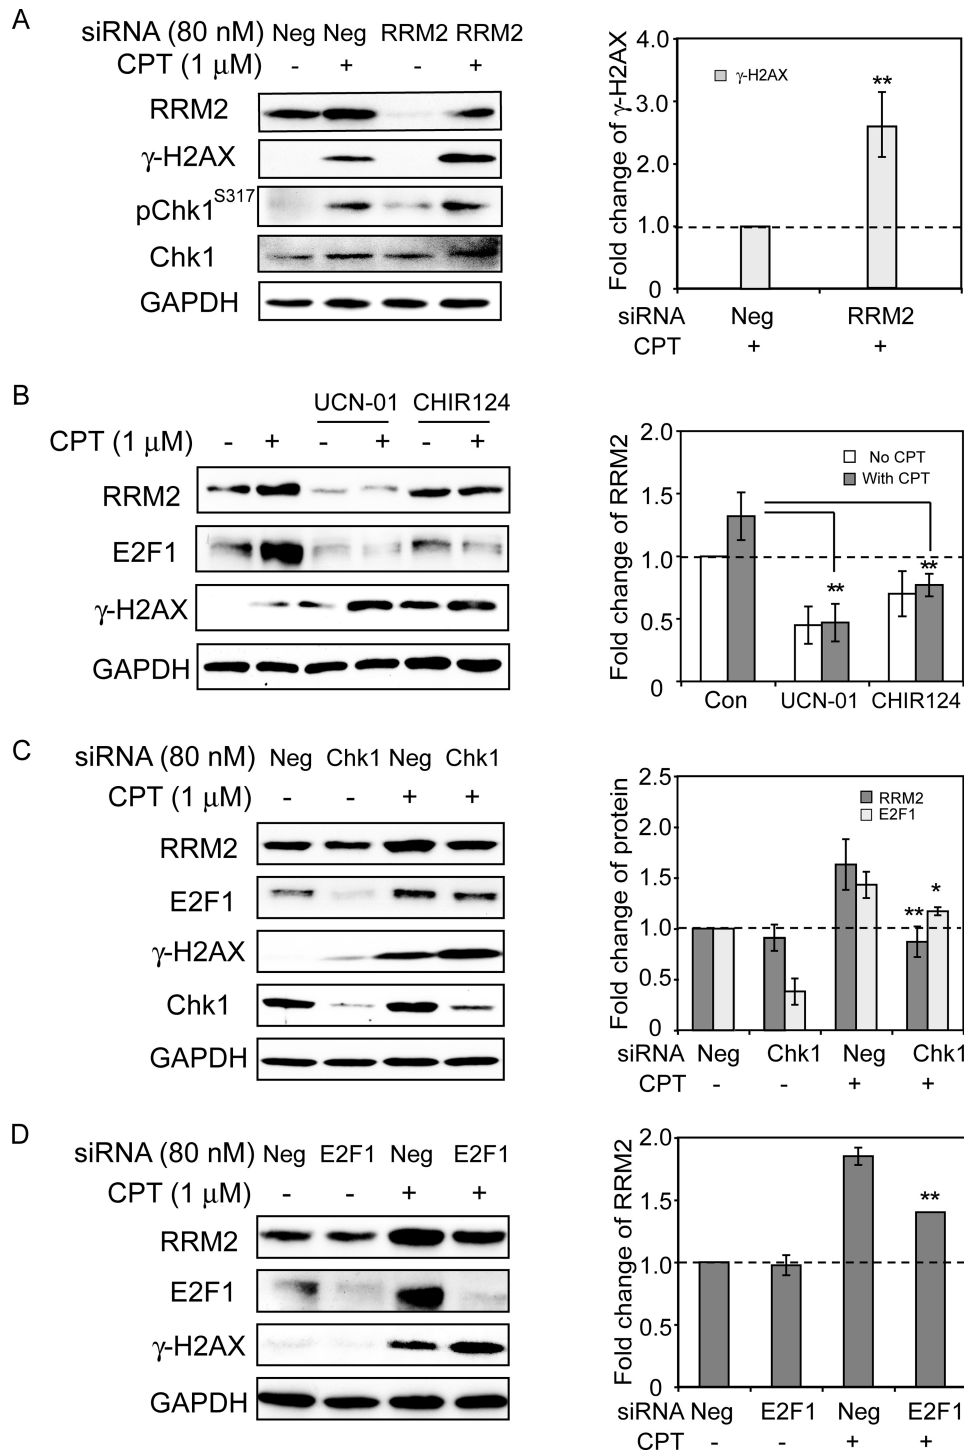 A
siRNA (80 nM) Neg Neg RRM2 RRM2
CPT (1 μM) - + - +
RRM2
γ-H2AX
pChk1S317
Chk1
GAPDH
Fold change of γ-H2AX
4.0
3.0
2.0
1.0
0
γ-H2AX
**
siRNA Neg RRM2
CPT + +
B
UCN-01 CHIR124
CPT (1 μM) - + - + - +
RRM2
E2F1
γ-H2AX
GAPDH
Fold change of RRM2
2.0
1.5
1.0
0.5
0
No CPT
With CPT
** **
Con UCN-01 CHIR124
C
siRNA (80 nM) Neg Chk1 Neg Chk1
CPT (1 μM) - - + +
RRM2
E2F1
γ-H2AX
Chk1
GAPDH
Fold change of protein
2.5
2.0
1.5
1.0
0.5
0
RRM2
E2F1
** *
siRNA Neg Chk1 Neg Chk1
CPT - - + +
D
siRNA (80 nM) Neg E2F1 Neg E2F1
CPT (1 μM) - - + +
RRM2
E2F1
γ-H2AX
GAPDH
Fold change of RRM2
2.0
1.5
1.0
0.5
0
**
siRNA Neg E2F1 Neg E2F1
CPT - - + +